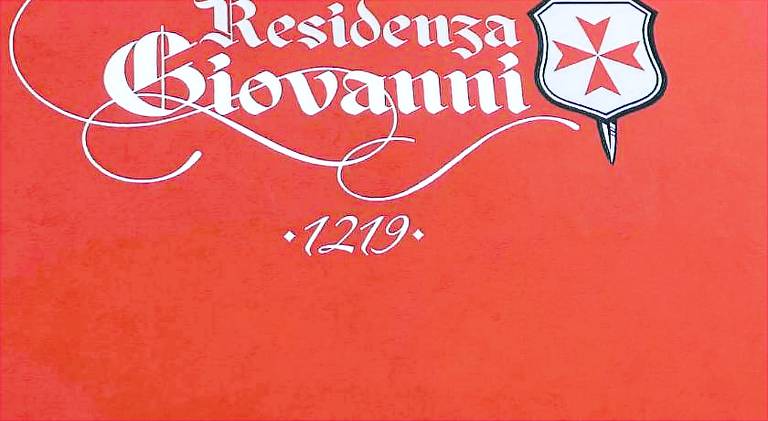 Residenza
Giovanni
·1219·